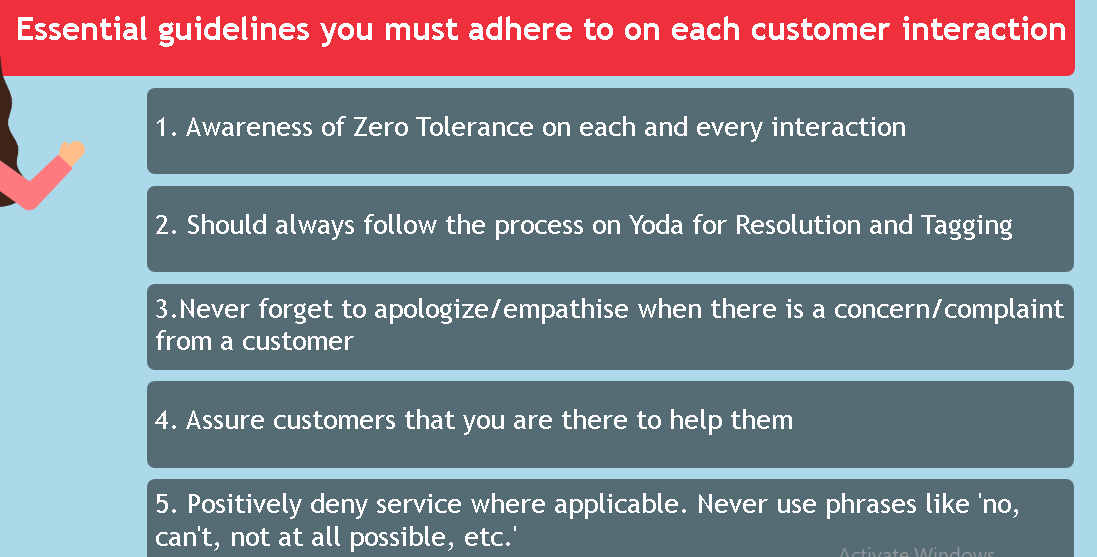 Essential guidelines you must adhere to on each customer interaction
1. Awareness of Zero Tolerance on each and every interaction
2. Should always follow the process on Yoda for Resolution and Tagging
3.Never forget to apologize/empathise when there is a concern/complaint
from a customer
4. Assure customers that you are there to help them
5. Positively deny service where applicable. Never use phrases like 'no,
can't, not at all possible, etc.'
Activate Windows